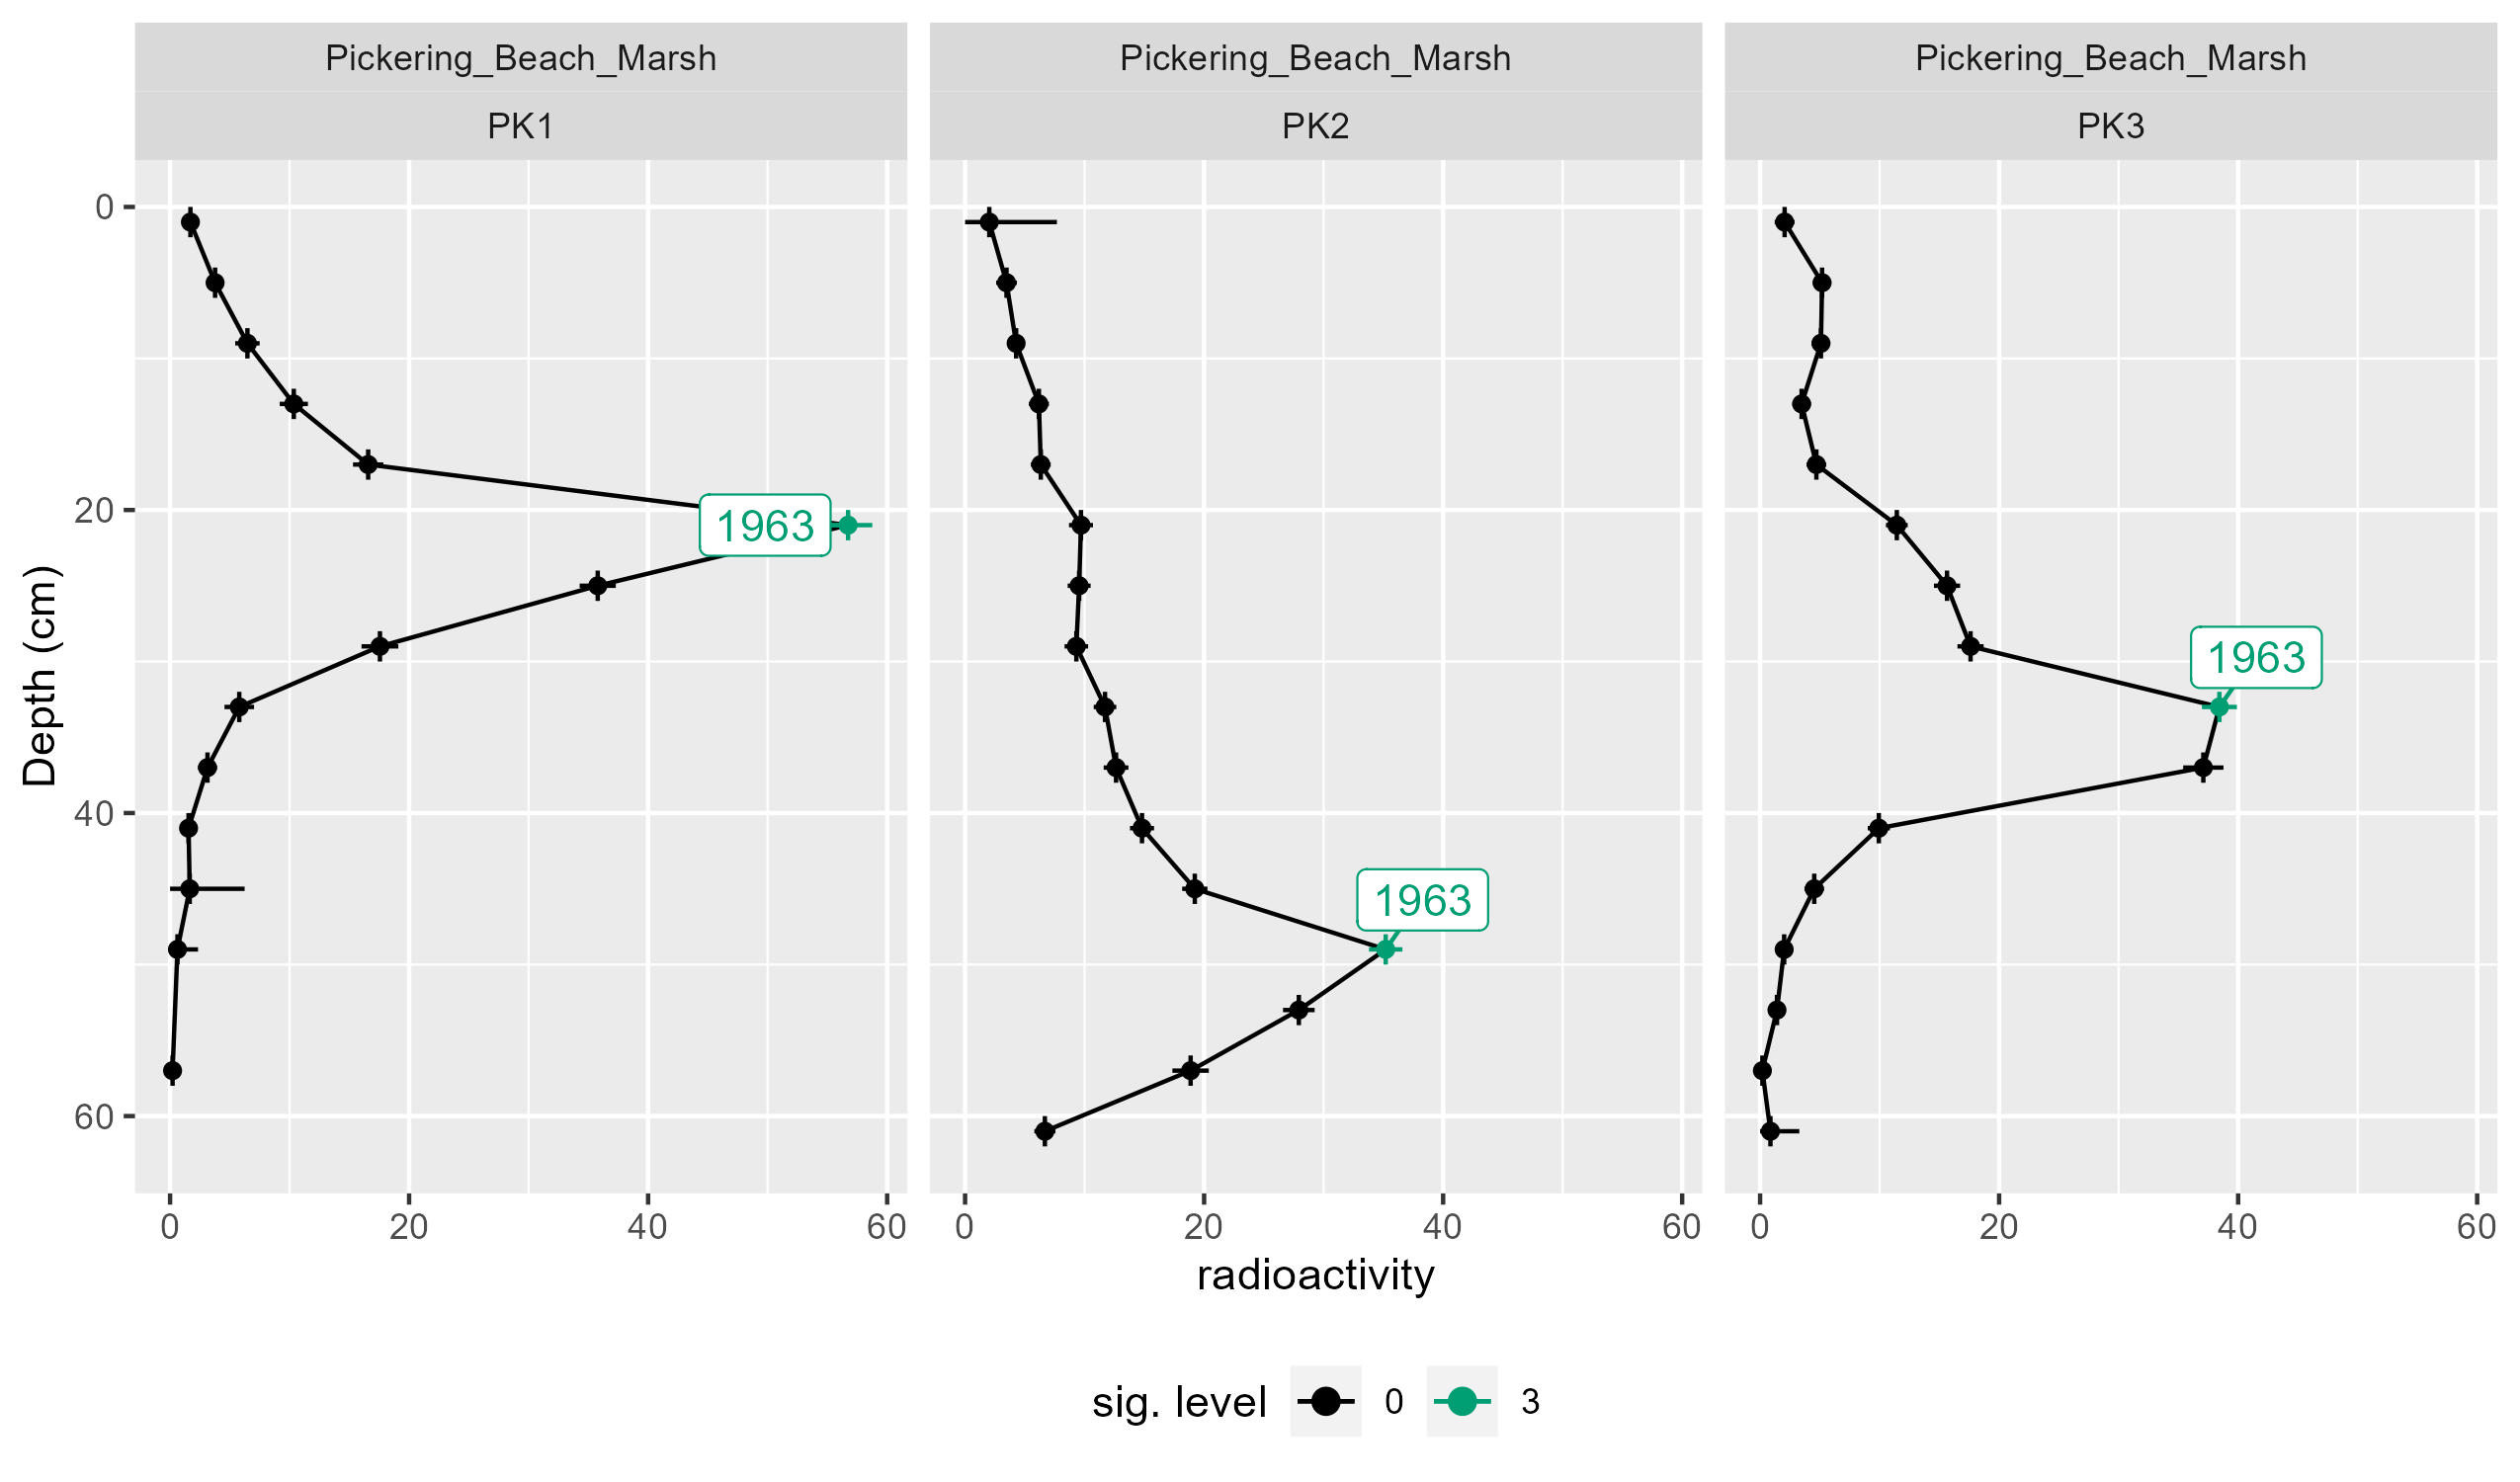 Pickering_Beach_Marsh Pickering_Beach_Marsh Pickering_Beach_Marsh
PK1 PK2 PK3
0
20
40
60
Depth (cm)
1963
1963
1963
0 20 40 60 0 20 40 60 0 20 40 60
radioactivity
sig. level 0 3